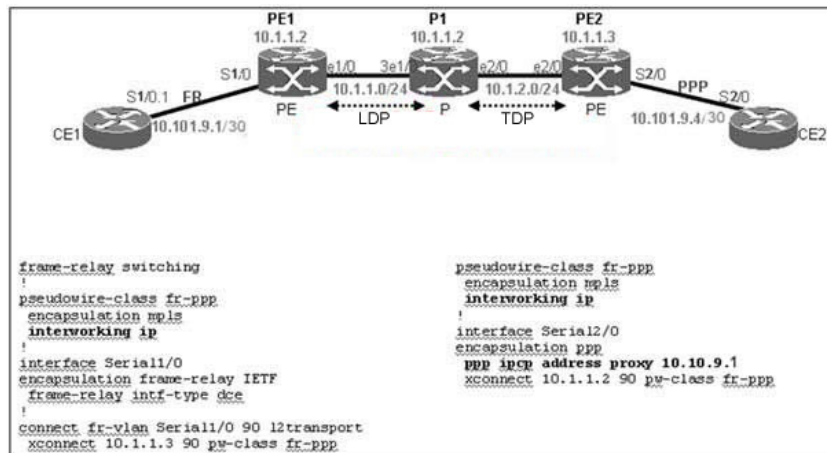 PE1 P1 PE2
10.1.1.2 10.1.1.2 10.1.1.3
S1/0 e1/0 3e1/0 e2/0 e2/0 S2/0
S1/0.1 FR 10.1.1.0/24 10.1.2.0/24 PPP S2/0
PE P PE
CE1 10.101.9.1/30 LDP TDP 10.101.9.4/30 CE2
frame-relay switching
!
pseudowire-class fr-ppp
encapsulation mpls
interworking ip
!
interface Serial1/0
encapsulation frame-relay IETF
frame-relay intf-type dce
!
connect fr-vlan Serial1/0 90 l2transport
xconnect 10.1.1.3 90 pw-class fr-ppp
pseudowire-class fr-ppp
encapsulation mpls
interworking ip
!
interface Serial2/0
encapsulation ppp
ppp ipcp address proxy 10.10.9.1
xconnect 10.1.1.2 90 pw-class fr-ppp